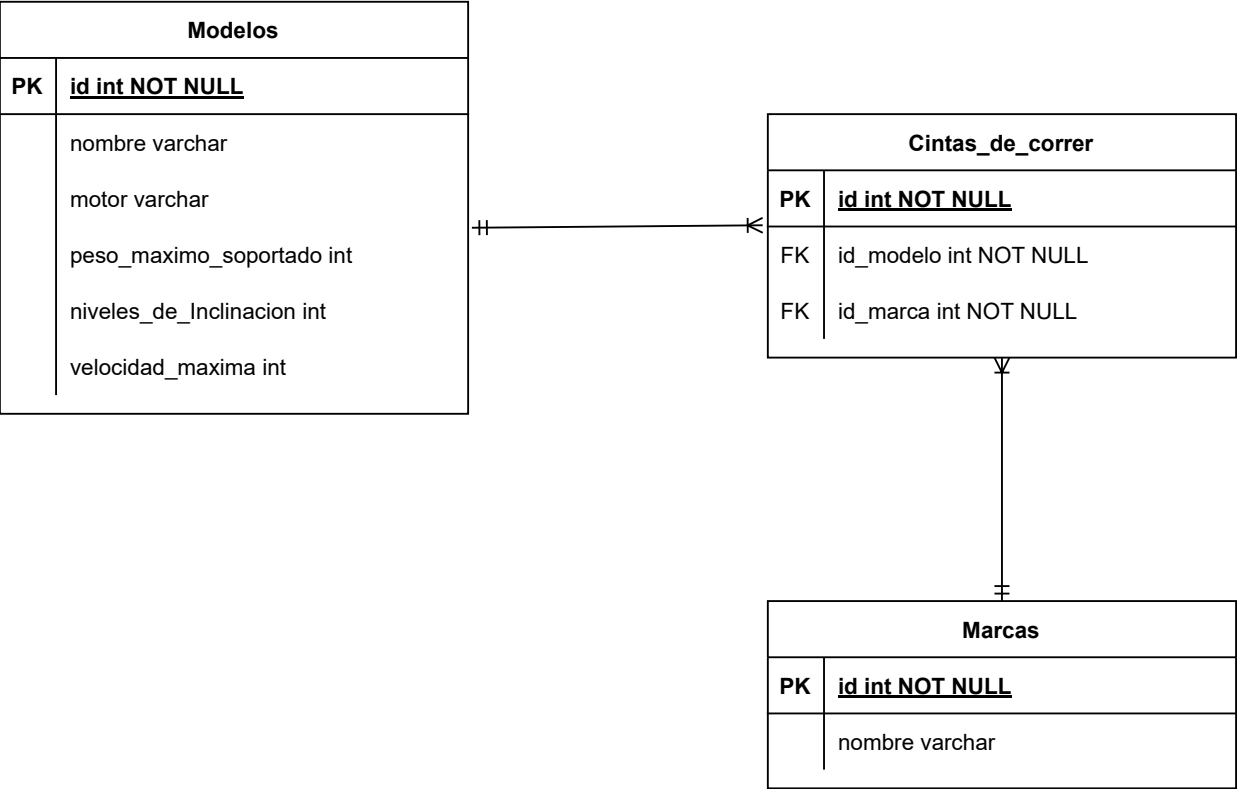 Modelos
PK id int NOT NULL
nombre varchar
motor varchar
peso_maximo_soportado int
niveles_de_Inclinacion int
velocidad_maxima int
Cintas_de_correr
PK id int NOT NULL
FK id_modelo int NOT NULL
FK id_marca int NOT NULL
Marcas
PK id int NOT NULL
nombre varchar